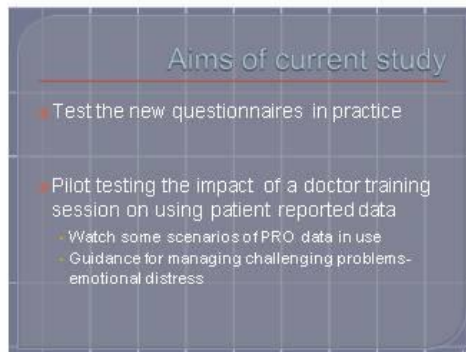 Aims of current study
Test the new questionnaires in practice
Pilot testing the impact of a doctor training
session on using patient reported data
Watch some scenarios of PRO data in use
Guidance for managing challenging problems-
emotional distress